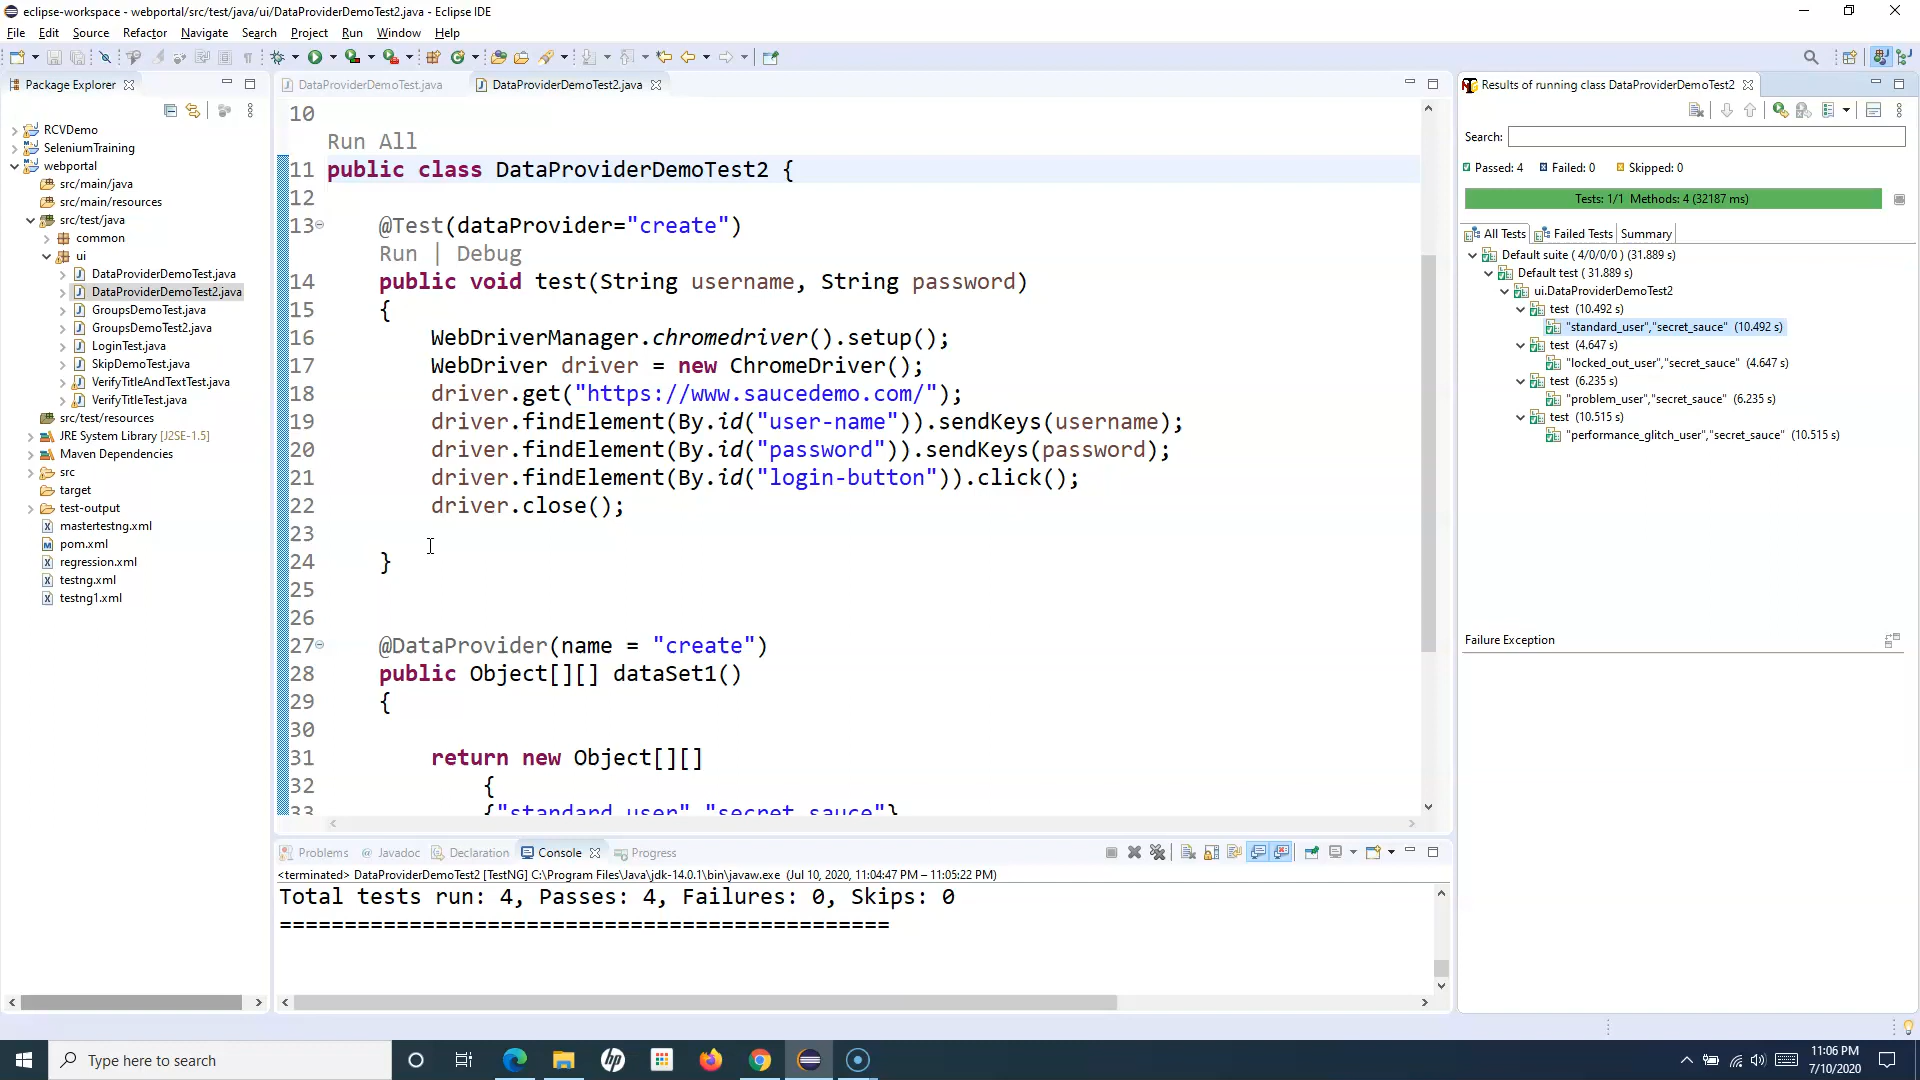 eclipse-workspace - webportal/src/test/java/ui/DataProviderDemoTest2.java - Eclipse IDE
File Edit Source Refactor Navigate Search Project Run Window Help
Package Explorer
RCVDemo
SeleniumTraining
webportal
src/main/java
src/main/resources
src/test/java
common
ui
DataProviderDemoTest.java
DataProviderDemoTest2.java
GroupsDemoTest.java
GroupsDemoTest2.java
LoginTest.java
SkipDemoTest.java
VerifyTitleAndTextTest.java
VerifyTitleTest.java
src/test/resources
JRE System Library [J2SE-1.5]
Maven Dependencies
src
target
test-output
mastertestng.xml
pom.xml
regression.xml
testng.xml
testng1.xml
DataProviderDemoTest.java DataProviderDemoTest2.java
10
Run All
11 public class DataProviderDemoTest2 {
12
13 @Test(dataProvider="create")
Run | Debug
14 public void test(String username, String password)
15 {
16 WebDriverManager.chromedriver().setup();
17 WebDriver driver = new ChromeDriver();
18 driver.get("https://www.saucedemo.com/");
19 driver.findElement(By.id("user-name")).sendKeys(username);
20 driver.findElement(By.id("password")).sendKeys(password);
21 driver.findElement(By.id("login-button")).click();
22 driver.close();
23
24 }
25
26
27 @DataProvider(name = "create")
28 public Object[][] dataSet1()
29 {
30
31 return new Object[][]
32 {
33 {"standard_user","secret_sauce"}
Problems @ Javadoc Declaration Console Progress
<terminated> DataProviderDemoTest2 [TestNG] C:\Program Files\Java\jdk-14.0.1\bin\javaw.exe (Jul 10, 2020, 11:04:47 PM – 11:05:22 PM)
Total tests run: 4, Passes: 4, Failures: 0, Skips: 0
===============================================
Results of running class DataProviderDemoTest2
Search:
Passed: 4 Failed: 0 Skipped: 0
Tests: 1/1 Methods: 4 (32187 ms)
All Tests Failed Tests Summary
Default suite ( 4/0/0/0 ) (31.889 s)
Default test ( 31.889 s)
ui.DataProviderDemoTest2
test (10.492 s)
"standard_user","secret_sauce" (10.492 s)
test (4.647 s)
"locked_out_user","secret_sauce" (4.647 s)
test (6.235 s)
"problem_user","secret_sauce" (6.235 s)
test (10.515 s)
"performance_glitch_user","secret_sauce" (10.515 s)
Failure Exception
Type here to search
hp
11:06 PM
7/10/2020